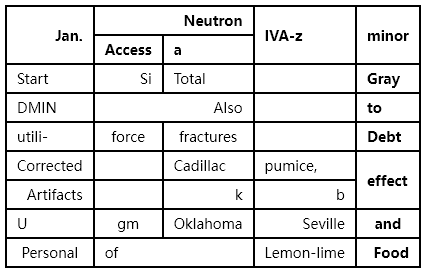 Jan. Neutron IVA-z minor
Access a
Start Si Total Gray
DMIN Also to
utili- force fractures Debt
Corrected Cadillac pumice, effect
Artifacts k b
U gm Oklahoma Seville and
Personal of Lemon-lime Food